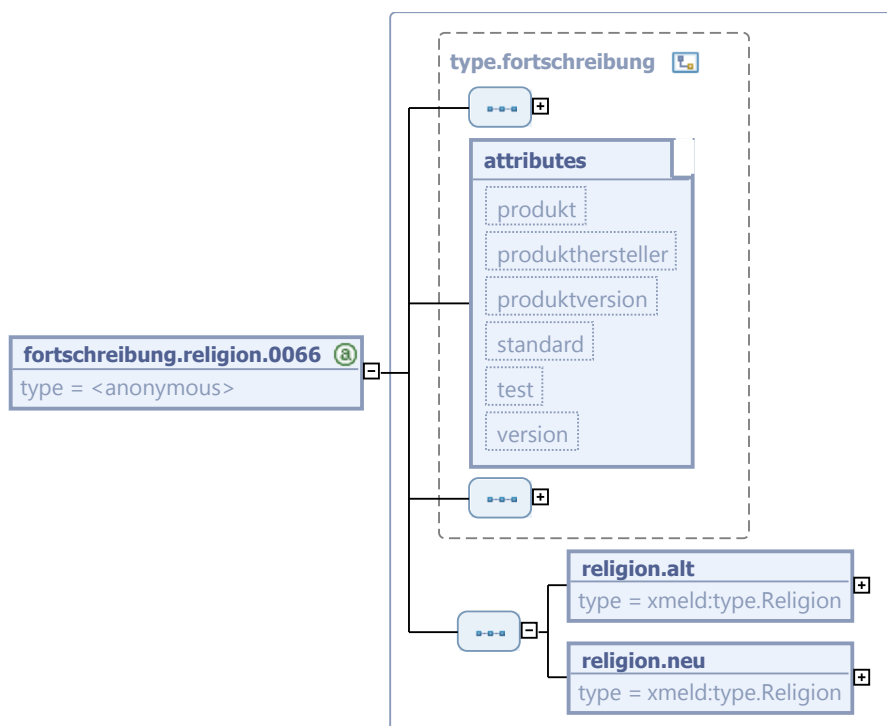 type.fortschreibung
attributes
produkt
produkthersteller
produktversion
standard
test
version
fortschreibung.religion.0066 a
type = <anonymous>
religion.alt
type = xmeld:type.Religion
religion.neu
type = xmeld:type.Religion